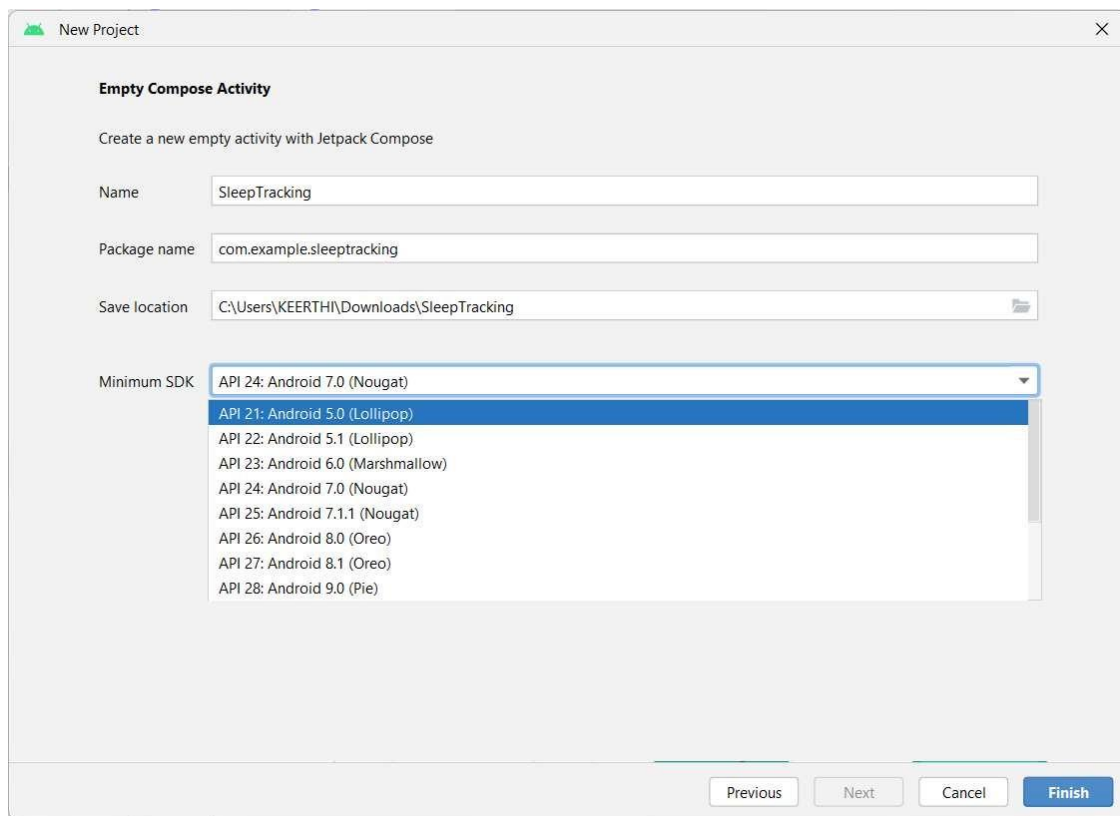 New Project
Empty Compose Activity
Create a new empty activity with Jetpack Compose
Name SleepTracking
Package name com.example.sleeptracking
Save location C:\Users\KEERTHI\Downloads\SleepTracking
Minimum SDK API 24: Android 7.0 (Nougat)
API 21: Android 5.0 (Lollipop)
API 22: Android 5.1 (Lollipop)
API 23: Android 6.0 (Marshmallow)
API 24: Android 7.0 (Nougat)
API 25: Android 7.1.1 (Nougat)
API 26: Android 8.0 (Oreo)
API 27: Android 8.1 (Oreo)
API 28: Android 9.0 (Pie)
Previous Next Cancel Finish